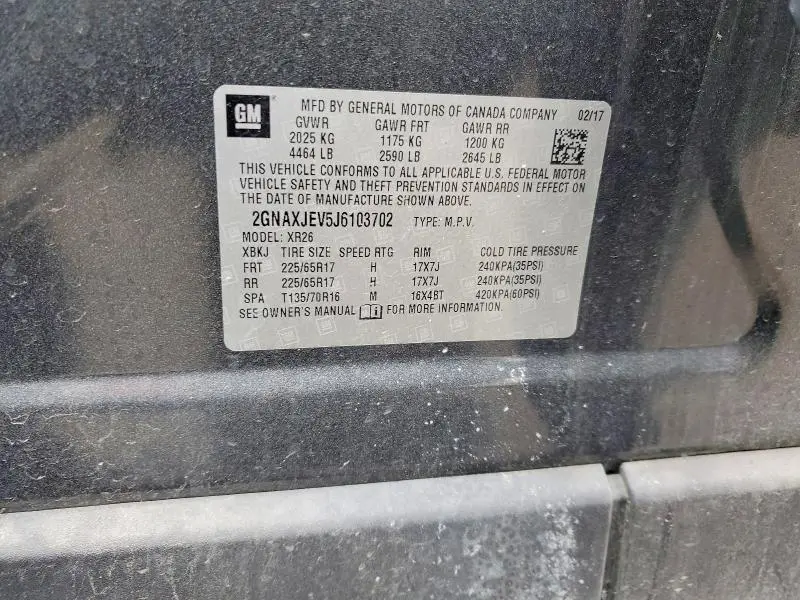 GM
MFD BY GENERAL MOTORS OF CANADA COMPANY 02/17
GVWR GAWR FRT GAWR RR
2025 KG 1175 KG 1200 KG
4464 LB 2590 LB 2645 LB
THIS VEHICLE CONFORMS TO ALL APPLICABLE U.S. FEDERAL MOTOR
VEHICLE SAFETY AND THEFT PREVENTION STANDARDS IN EFFECT ON
THE DATE OF MANUFACTURE SHOWN ABOVE.
2GNAXJEV5J6103702 TYPE: M.P.V.
MODEL: XR26
XBKJ TIRE SIZE SPEED RTG RIM COLD TIRE PRESSURE
FRT 225/65R17 H 17X7J 240KPA(35PSI)
RR 225/65R17 H 17X7J 240KPA(35PSI)
SPA T135/70R16 M 16X4BT 420KPA(60PSI)
SEE OWNER'S MANUAL FOR MORE INFORMATION.